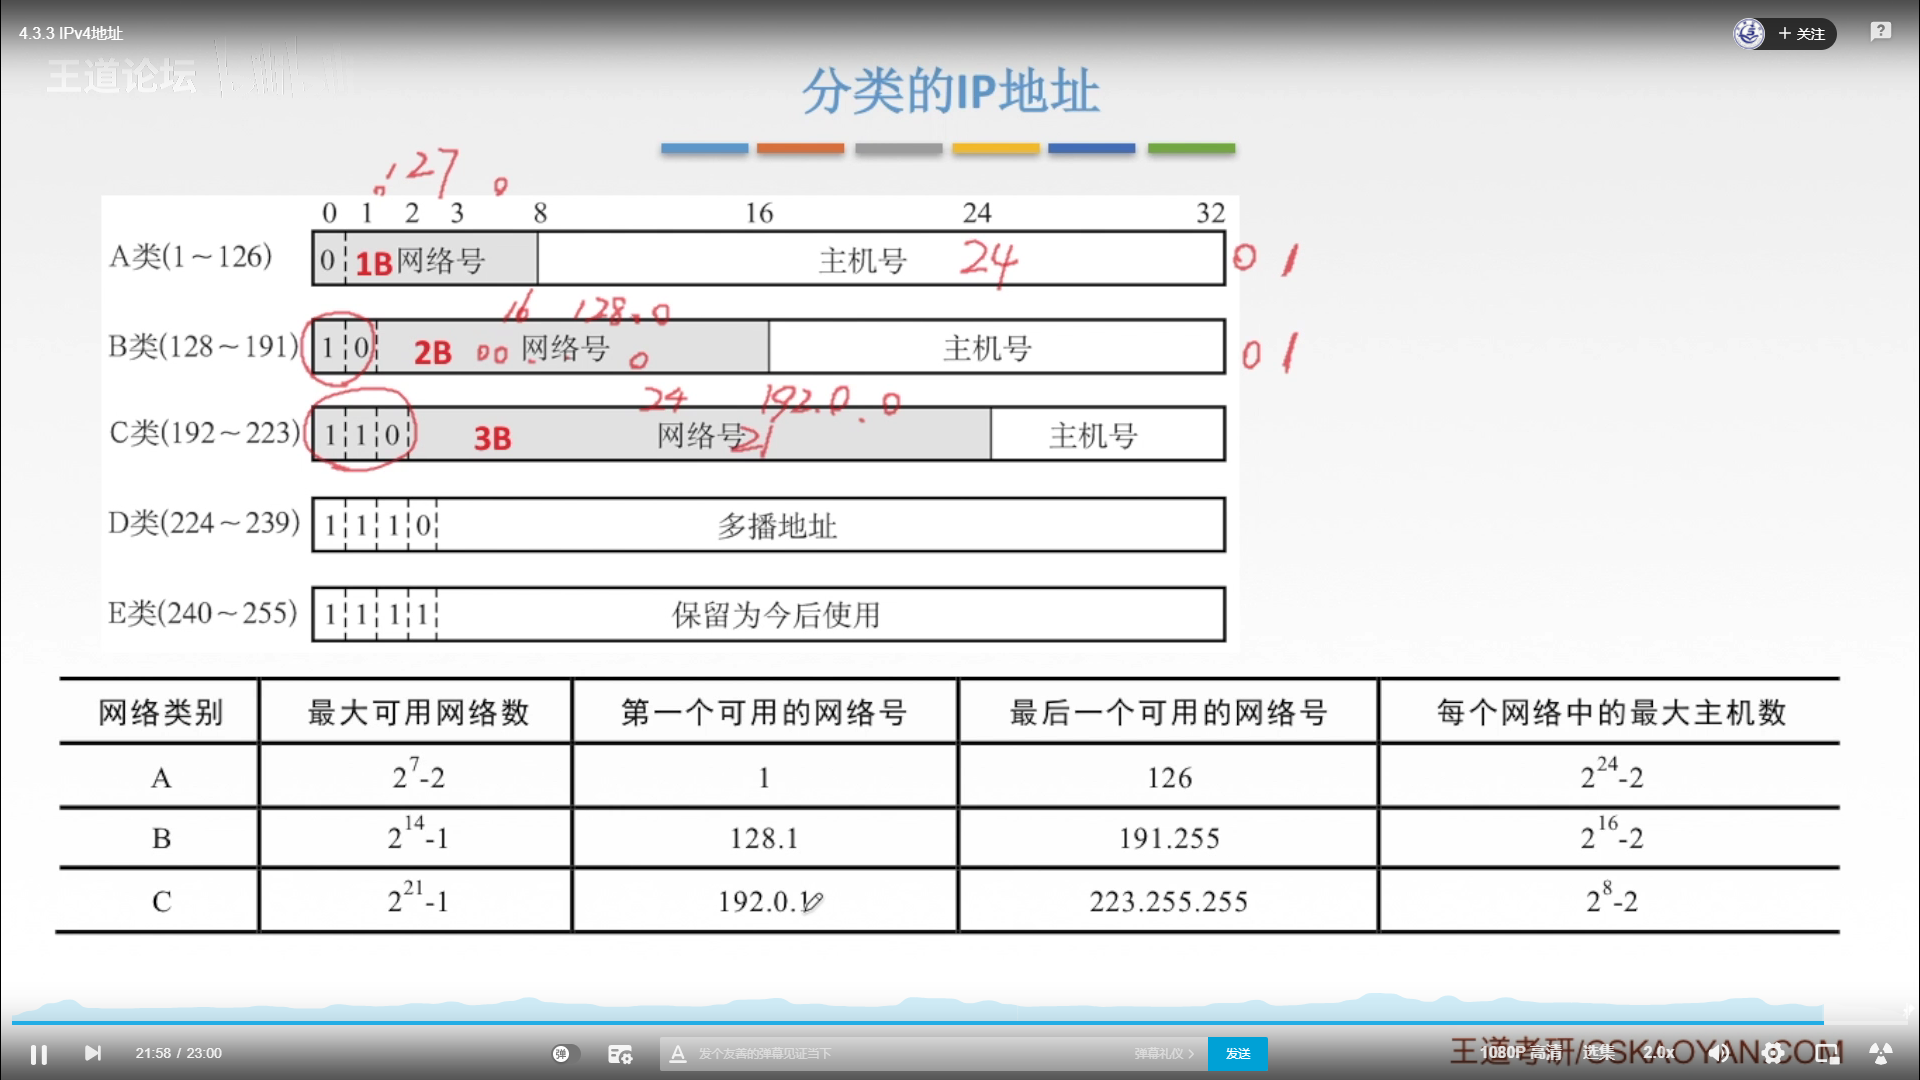 4.3.3 IPv4地址
关注
王道论坛
分类的IP地址
127
0 0
0 1 2 3 8 16 24 32
A类(1~126) 0 1B 网络号 主机号 24 0 1
16 128.0
B类(128~191) 1 0 2B 00 网络号 0 主机号 0 1
24 192.0.0
C类(192~223) 1 1 0 3B 网络号 21 主机号
D类(224~239) 1 1 1 0 多播地址
E类(240~255) 1 1 1 1 保留为今后使用
网络类别 最大可用网络数 第一个可用的网络号 最后一个可用的网络号 每个网络中的最大主机数
A 2^7-2 1 126 2^24-2
B 2^14-1 128.1 191.255 2^16-2
C 2^21-1 192.0.1 223.255.255 2^8-2
21:58 / 23:00 弹 A 发个友善的弹幕见证当下 弹幕礼仪 > 发送 1080P 高清 选集 2.0x
王道考研/CSKAOYAN.COM